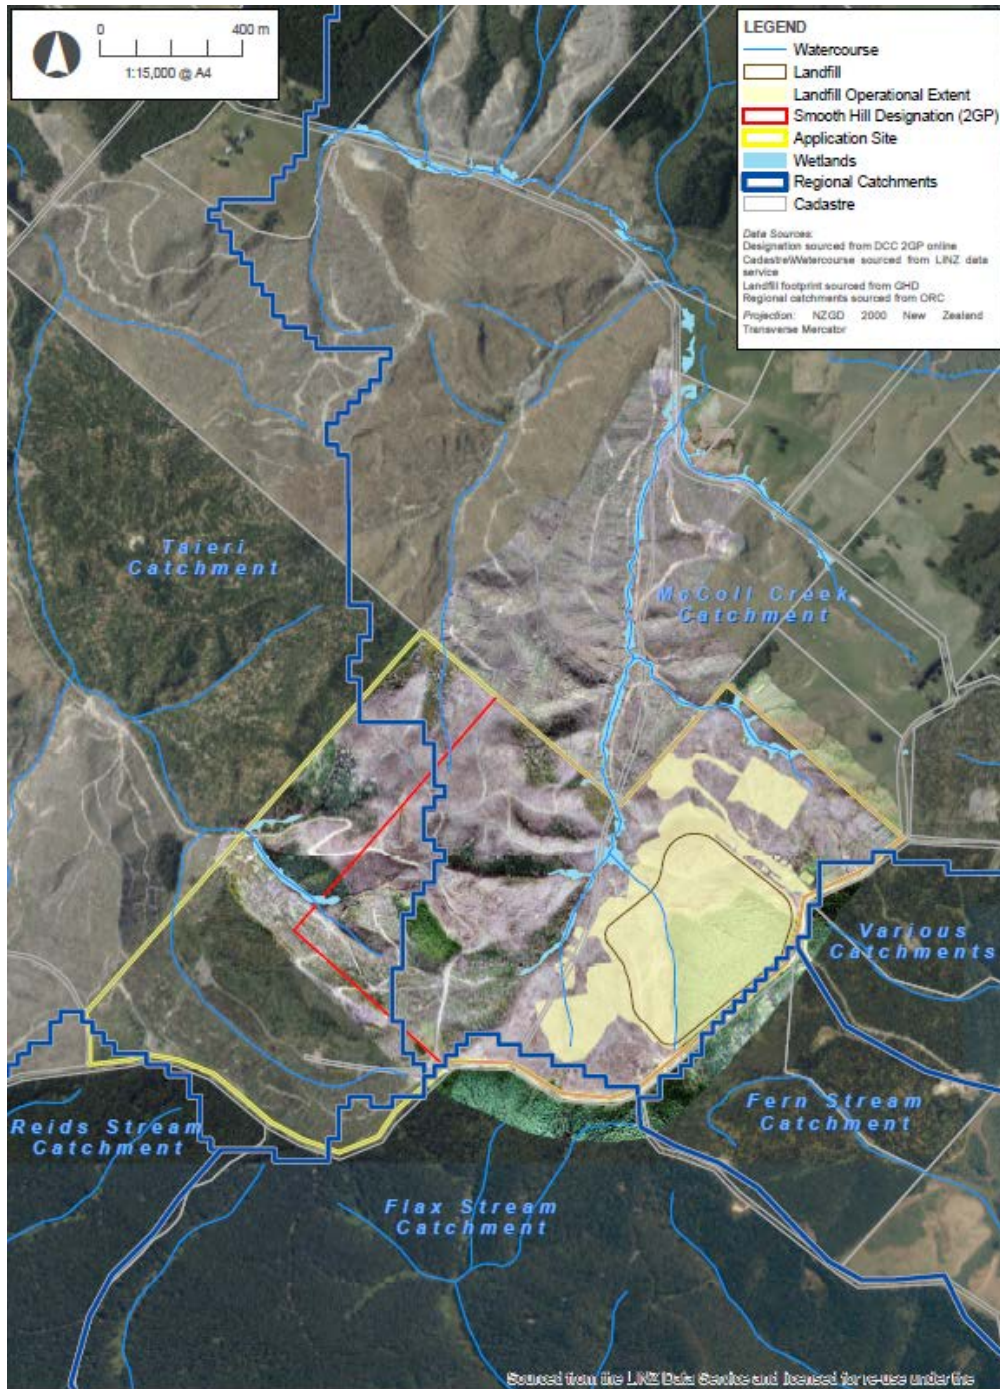 0 400 m
1:15,000 @ A4
LEGEND
Watercourse
Landfill
Landfill Operational Extent
Smooth Hill Designation (2GP)
Application Site
Wetlands
Regional Catchments
Cadastre
Data Sources:
Designation sourced from DCC 2GP online
Cadastre/Watercourse sourced from LINZ data
service
Landfill footprint sourced from GHD
Regional catchments sourced from ORC
Projection: NZGD 2000 New Zealand
Transverse Mercator
Taieri
Catchment
McColl Creek
Catchment
Various
Catchments
Fern Stream
Catchment
Reids Stream
Catchment
Flax Stream
Catchment
Sourced from the LINZ Data Service and licensed for re-use under the